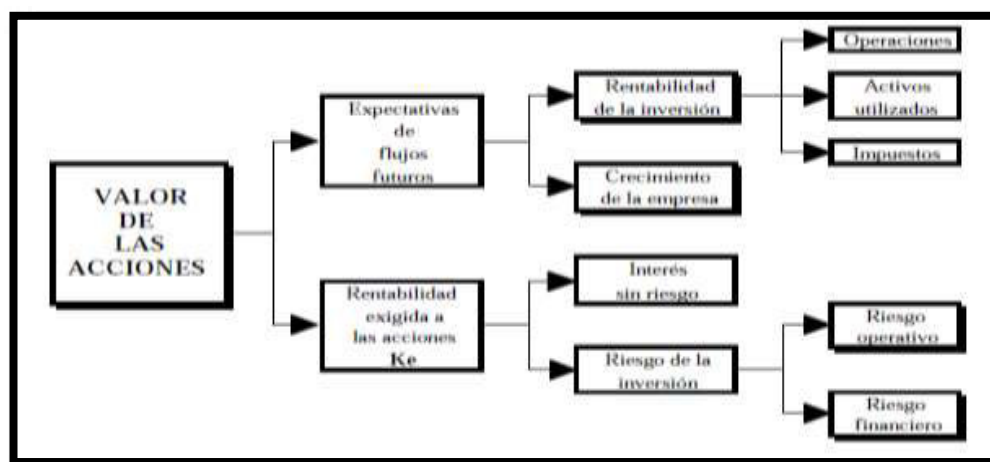 VALOR
DE
LAS
ACCIONES
Expectativas
de
flujos
futuros
Rentabilidad
de la inversión
Operaciones
Activos
utilizados
Impuestos
Crecimiento
de la empresa
Rentabilidad
exigida a
las acciones
Ke
Interés
sin riesgo
Riesgo de la
inversión
Riesgo
operativo
Riesgo
financiero